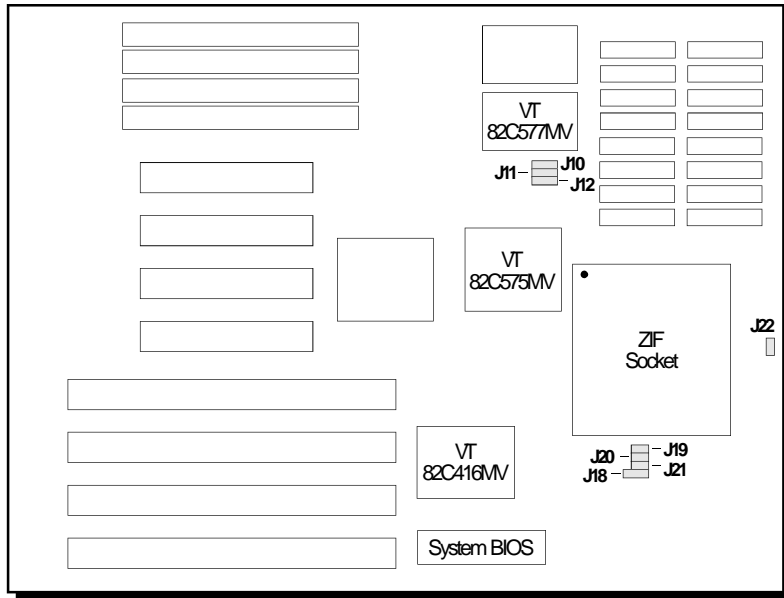 VT
82C577MV
J10
J11
J12
VT
82C575MV
J22
ZIF
Socket
J19
J20
J21
J18
VT
82C416MV
System BIOS